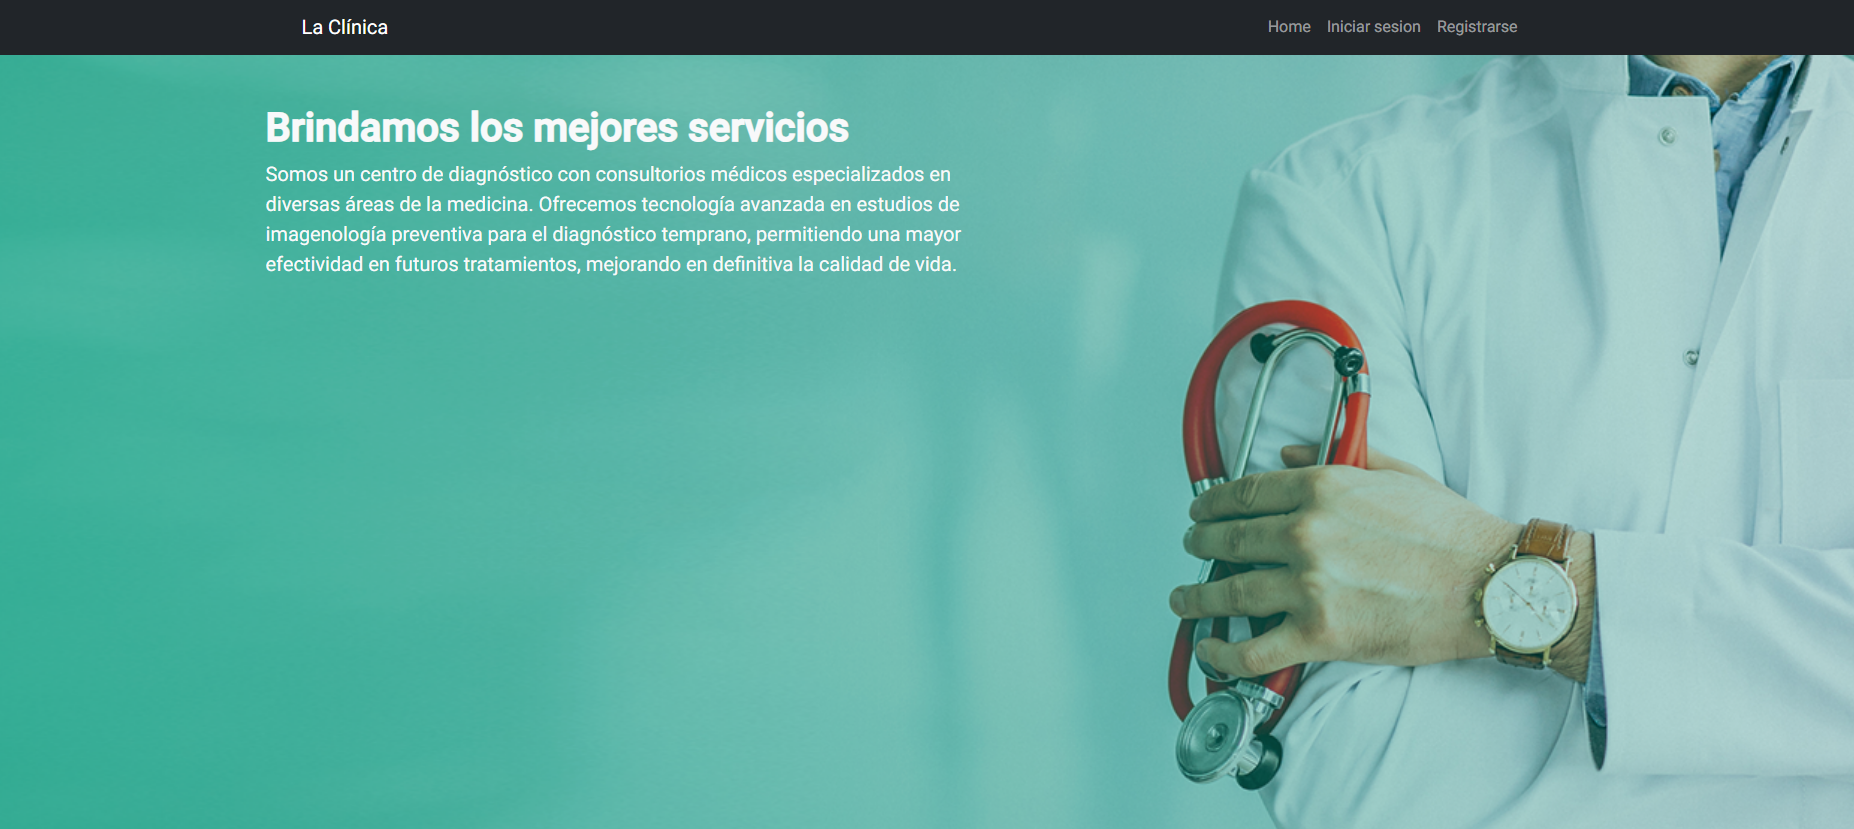 La Clínica
Home Iniciar sesion Registrarse
Brindamos los mejores servicios
Somos un centro de diagnóstico con consultorios médicos especializados en
diversas áreas de la medicina. Ofrecemos tecnología avanzada en estudios de
imagenología preventiva para el diagnóstico temprano, permitiendo una mayor
efectividad en futuros tratamientos, mejorando en definitiva la calidad de vida.